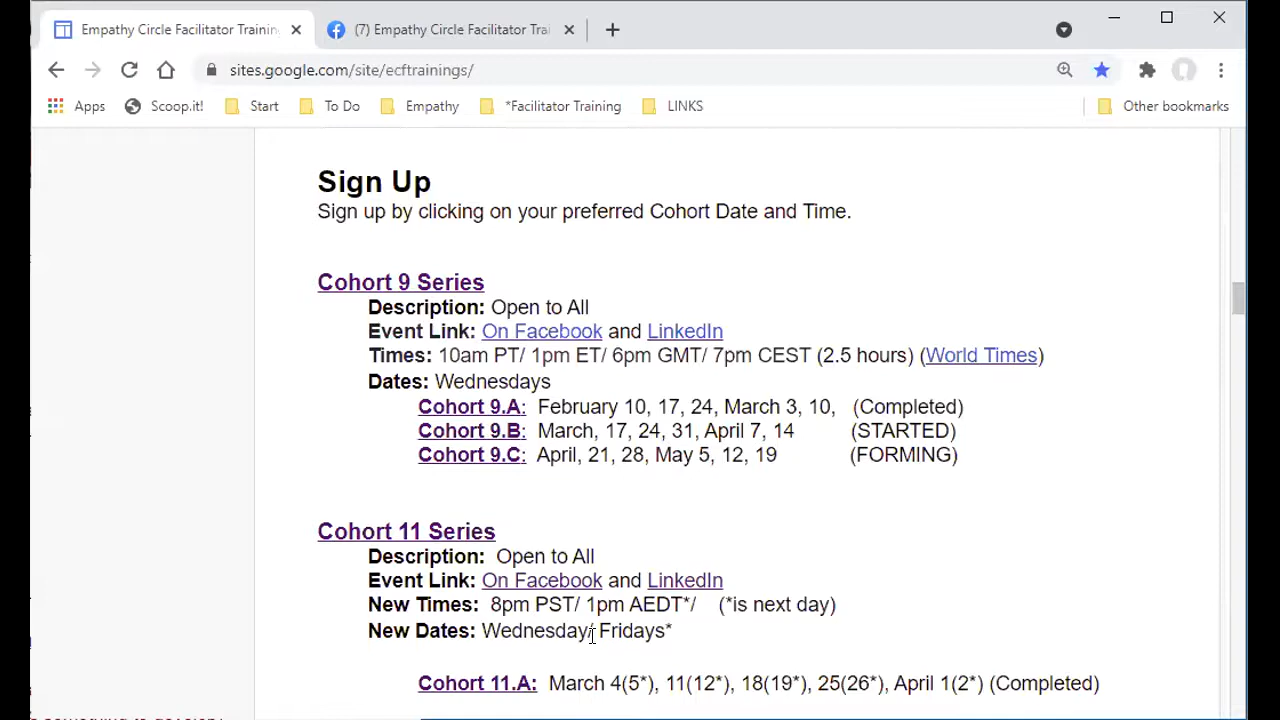 Empathy Circle Facilitator Trainin
(7) Empathy Circle Facilitator Trai
sites.google.com/site/ecftrainings/
Apps Scoop.it! Start To Do Empathy *Facilitator Training LINKS Other bookmarks
Sign Up
Sign up by clicking on your preferred Cohort Date and Time.
Cohort 9 Series
Description: Open to All
Event Link: On Facebook and LinkedIn
Times: 10am PT/ 1pm ET/ 6pm GMT/ 7pm CEST (2.5 hours) (World Times)
Dates: Wednesdays
Cohort 9.A: February 10, 17, 24, March 3, 10, (Completed)
Cohort 9.B: March, 17, 24, 31, April 7, 14 (STARTED)
Cohort 9.C: April, 21, 28, May 5, 12, 19 (FORMING)
Cohort 11 Series
Description: Open to All
Event Link: On Facebook and LinkedIn
New Times: 8pm PST/ 1pm AEDT*/ (*is next day)
New Dates: Wednesday/ Fridays*
Cohort 11.A: March 4(5*), 11(12*), 18(19*), 25(26*), April 1(2*) (Completed)